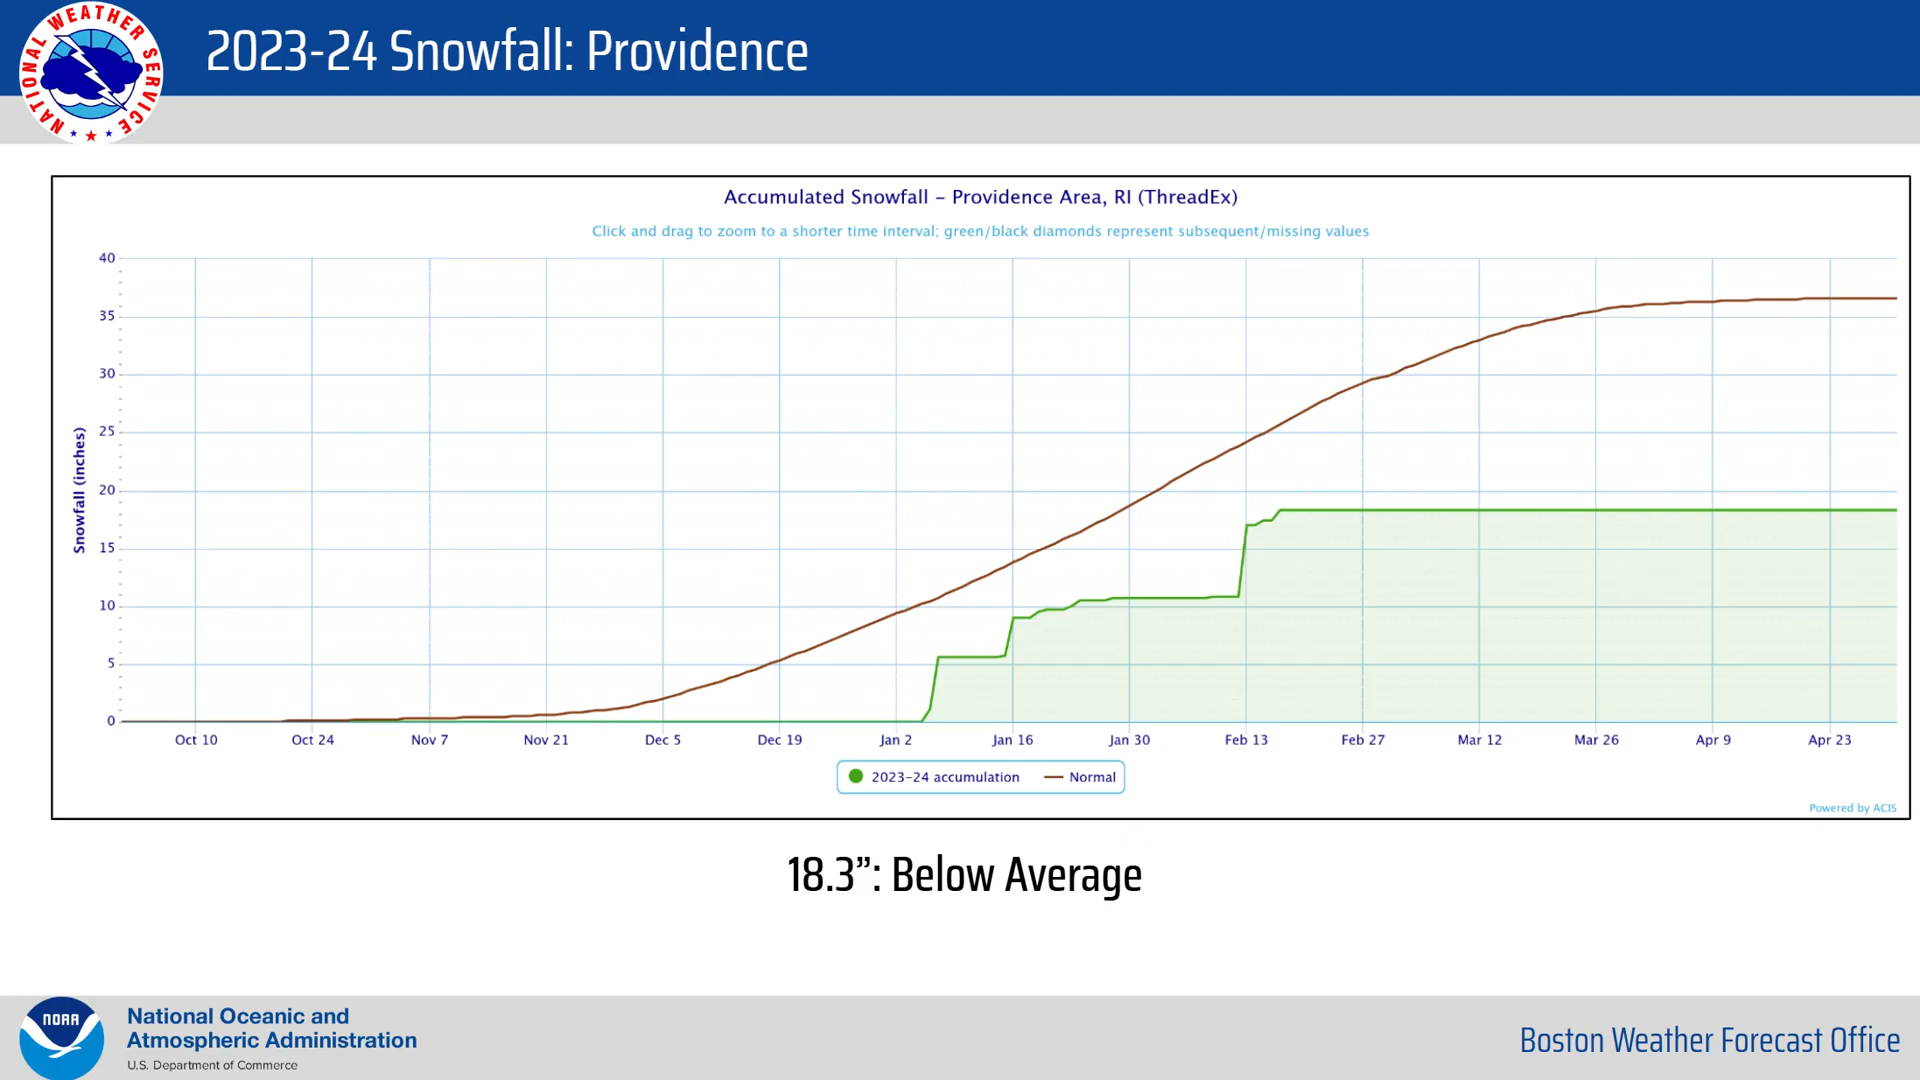 NATIONAL WEATHER SERVICE
2023-24 Snowfall: Providence
Accumulated Snowfall – Providence Area, RI (ThreadEx)
Click and drag to zoom to a shorter time interval; green/black diamonds represent subsequent/missing values
Snowfall (inches)
40
35
30
25
20
15
10
5
0
Oct 10 Oct 24 Nov 7 Nov 21 Dec 5 Dec 19 Jan 2 Jan 16 Jan 30 Feb 13 Feb 27 Mar 12 Mar 26 Apr 9 Apr 23
2023–24 accumulation Normal
Powered by ACIS
18.3”: Below Average
NOAA
National Oceanic and
Atmospheric Administration
U.S. Department of Commerce
Boston Weather Forecast Office